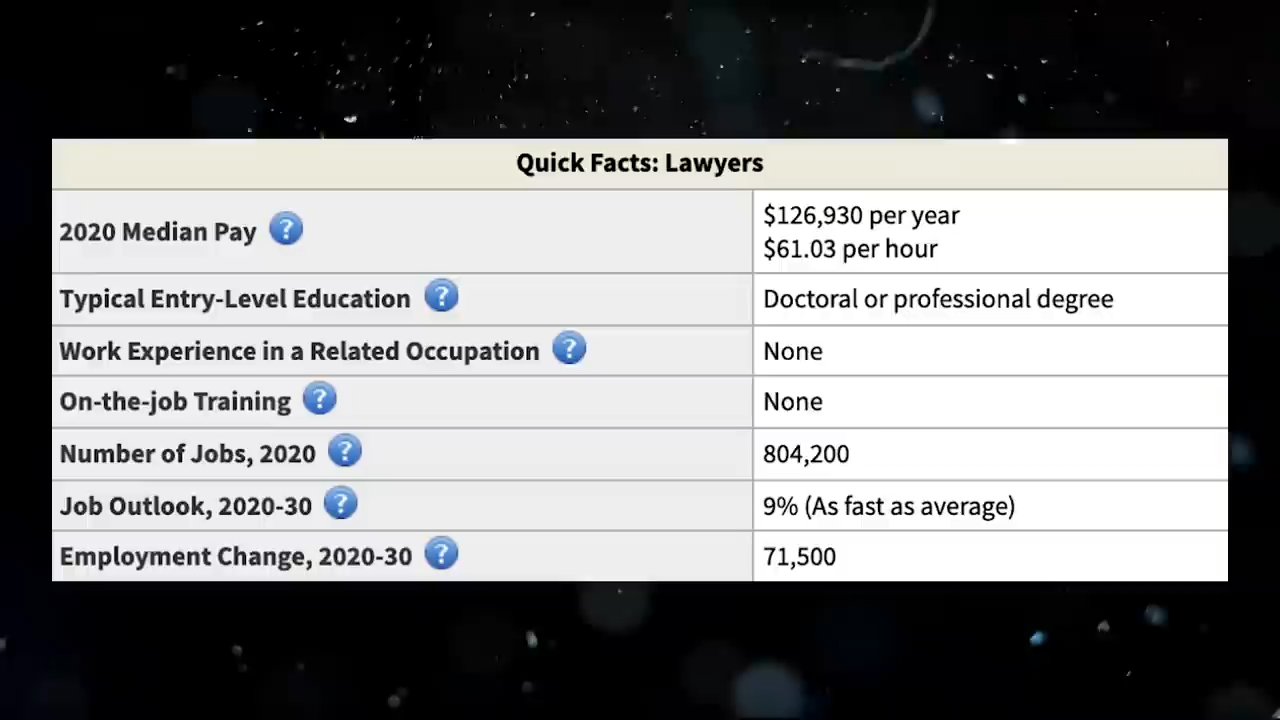 Quick Facts: Lawyers
2020 Median Pay ?
$126,930 per year
$61.03 per hour
Typical Entry-Level Education ? Doctoral or professional degree
Work Experience in a Related Occupation ? None
On-the-job Training ? None
Number of Jobs, 2020 ? 804,200
Job Outlook, 2020-30 ? 9% (As fast as average)
Employment Change, 2020-30 ? 71,500